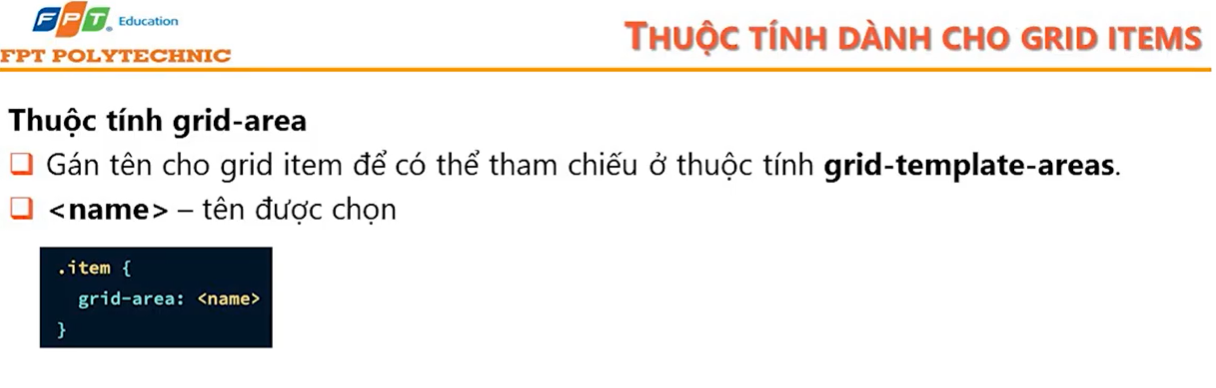 FPT Education
FPT POLYTECHNIC
THUỘC TÍNH DÀNH CHO GRID ITEMS
Thuộc tính grid-area
Gán tên cho grid item để có thể tham chiếu ở thuộc tính grid-template-areas.
<name> – tên được chọn
.item {
grid-area: <name>
}